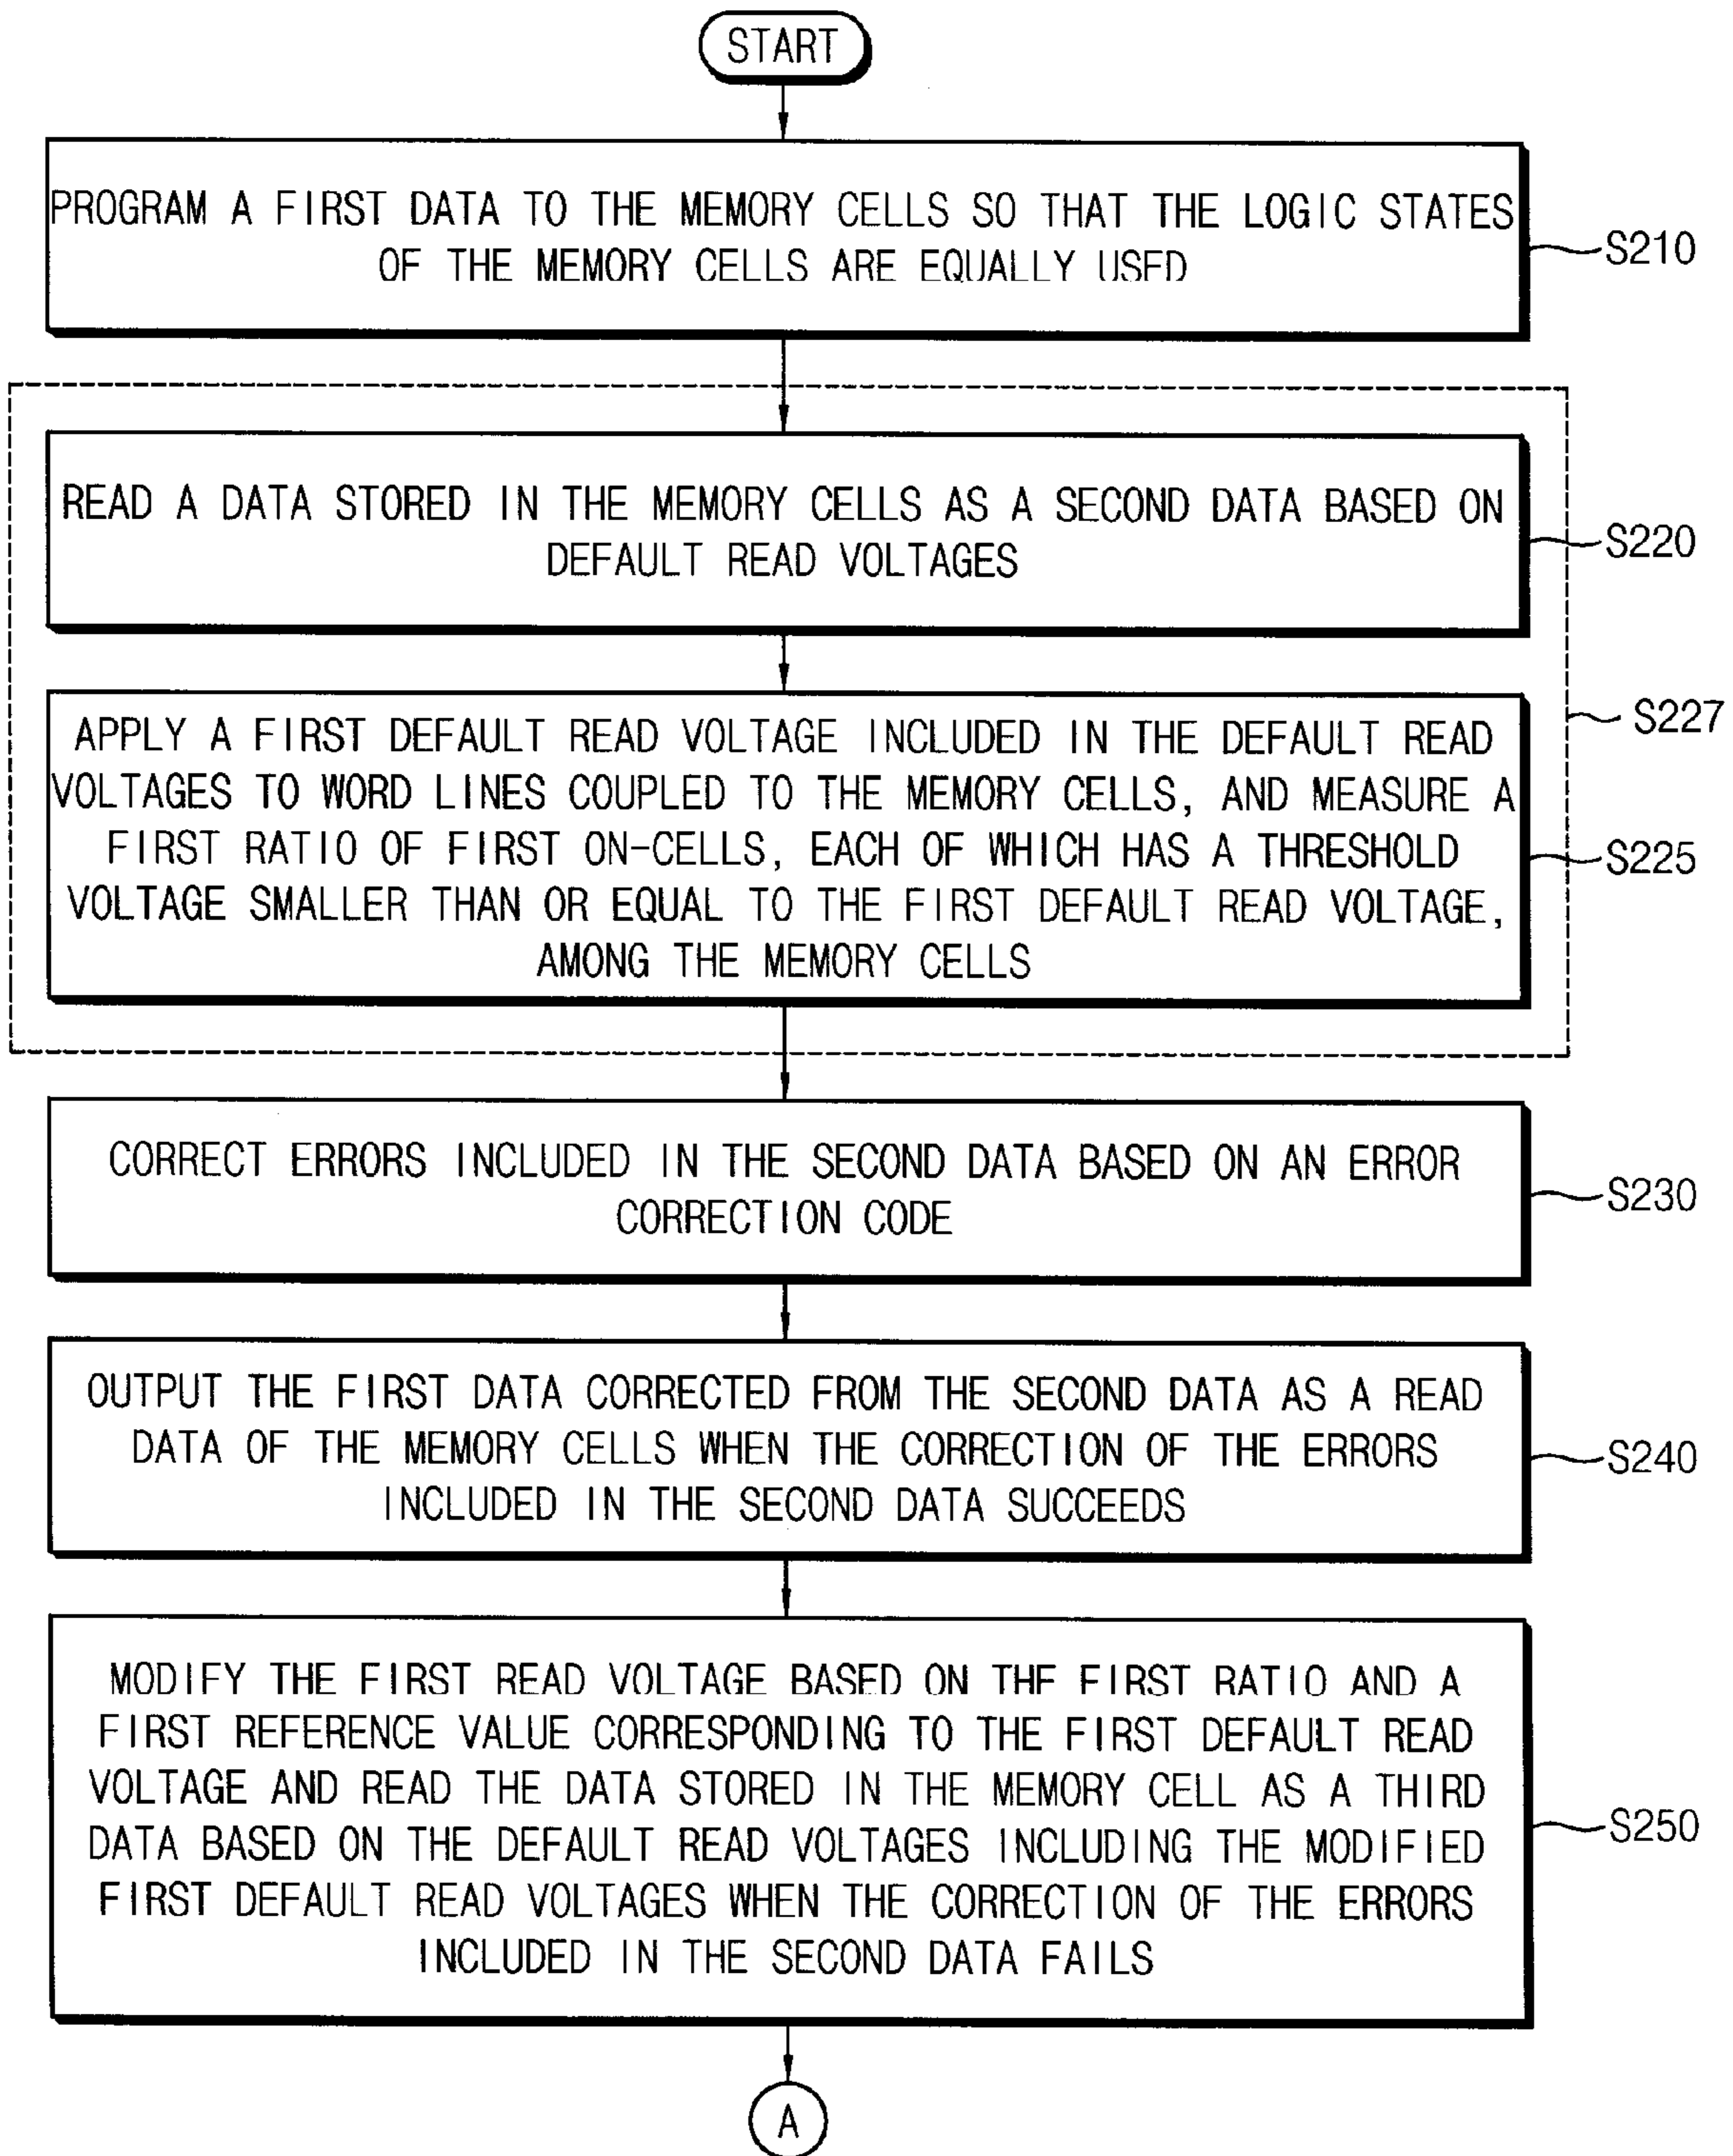 START
PROGRAM A FIRST DATA TO THE MEMORY CELLS SO THAT THE LOGIC STATES
OF THE MEMORY CELLS ARE EQUALLY USED
S210
READ A DATA STORED IN THE MEMORY CELLS AS A SECOND DATA BASED ON
DEFAULT READ VOLTAGES
S220
S227
APPLY A FIRST DEFAULT READ VOLTAGE INCLUDED IN THE DEFAULT READ
VOLTAGES TO WORD LINES COUPLED TO THE MEMORY CELLS, AND MEASURE A
FIRST RATIO OF FIRST ON-CELLS, EACH OF WHICH HAS A THRESHOLD
VOLTAGE SMALLER THAN OR EQUAL TO THE FIRST DEFAULT READ VOLTAGE,
AMONG THE MEMORY CELLS
S225
CORRECT ERRORS INCLUDED IN THE SECOND DATA BASED ON AN ERROR
CORRECTION CODE
S230
OUTPUT THE FIRST DATA CORRECTED FROM THE SECOND DATA AS A READ
DATA OF THE MEMORY CELLS WHEN THE CORRECTION OF THE ERRORS
INCLUDED IN THE SECOND DATA SUCCEEDS
S240
MODIFY THE FIRST READ VOLTAGE BASED ON THE FIRST RATIO AND A
FIRST REFERENCE VALUE CORRESPONDING TO THE FIRST DEFAULT READ
VOLTAGE AND READ THE DATA STORED IN THE MEMORY CELL AS A THIRD
DATA BASED ON THE DEFAULT READ VOLTAGES INCLUDING THE MODIFIED
FIRST DEFAULT READ VOLTAGES WHEN THE CORRECTION OF THE ERRORS
INCLUDED IN THE SECOND DATA FAILS
S250
A